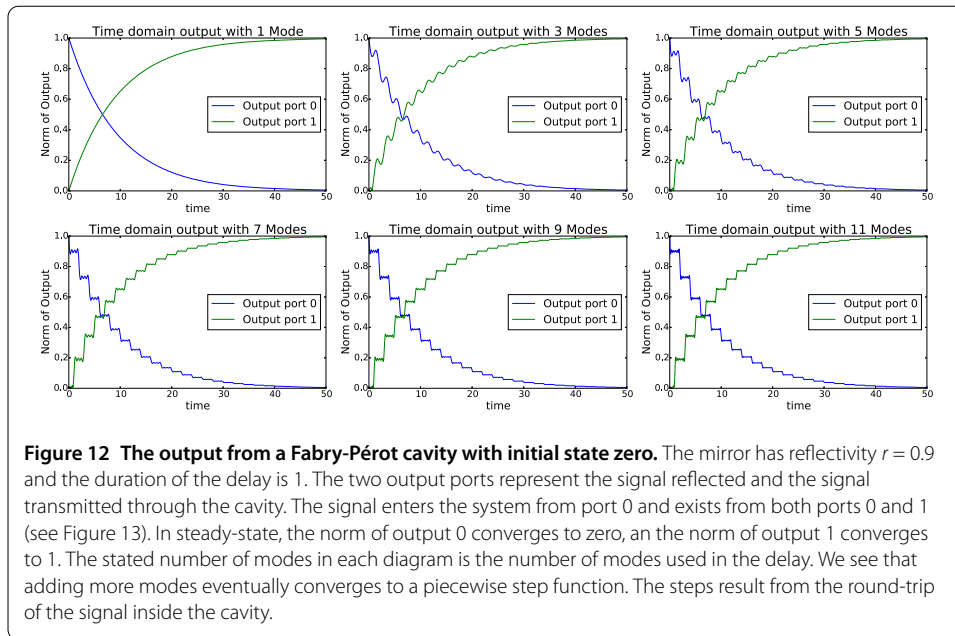 Time domain output with 1 Mode
Norm of Output
1.0
0.8
0.6
0.4
0.2
0.0
Output port 0
Output port 1
0 10 20 30 40 50
time
Time domain output with 3 Modes
Norm of Output
1.0
0.8
0.6
0.4
0.2
0.0
Output port 0
Output port 1
0 10 20 30 40 50
time
Time domain output with 5 Modes
Norm of Output
1.0
0.8
0.6
0.4
0.2
0.0
Output port 0
Output port 1
0 10 20 30 40 50
time
Time domain output with 7 Modes
Norm of Output
1.0
0.8
0.6
0.4
0.2
0.0
Output port 0
Output port 1
0 10 20 30 40 50
time
Time domain output with 9 Modes
Norm of Output
1.0
0.8
0.6
0.4
0.2
0.0
Output port 0
Output port 1
0 10 20 30 40 50
time
Time domain output with 11 Modes
Norm of Output
1.0
0.8
0.6
0.4
0.2
0.0
Output port 0
Output port 1
0 10 20 30 40 50
time
Figure 12 The output from a Fabry-Pérot cavity with initial state zero. The mirror has reflectivity r = 0.9
and the duration of the delay is 1. The two output ports represent the signal reflected and the signal
transmitted through the cavity. The signal enters the system from port 0 and exists from both ports 0 and 1
(see Figure 13). In steady-state, the norm of output 0 converges to zero, an the norm of output 1 converges
to 1. The stated number of modes in each diagram is the number of modes used in the delay. We see that
adding more modes eventually converges to a piecewise step function. The steps result from the round-trip
of the signal inside the cavity.